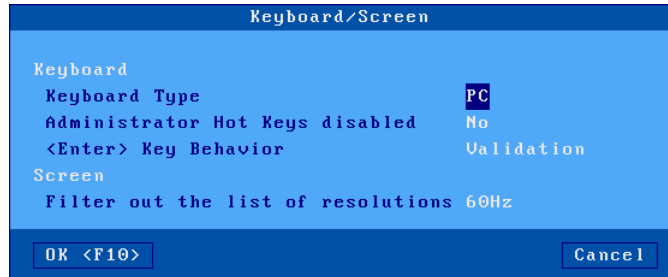 Keyboard/Screen
Keyboard
Keyboard Type PC
Administrator Hot Keys disabled No
<Enter> Key Behavior Validation
Screen
Filter out the list of resolutions 60Hz
OK <F10> Cancel